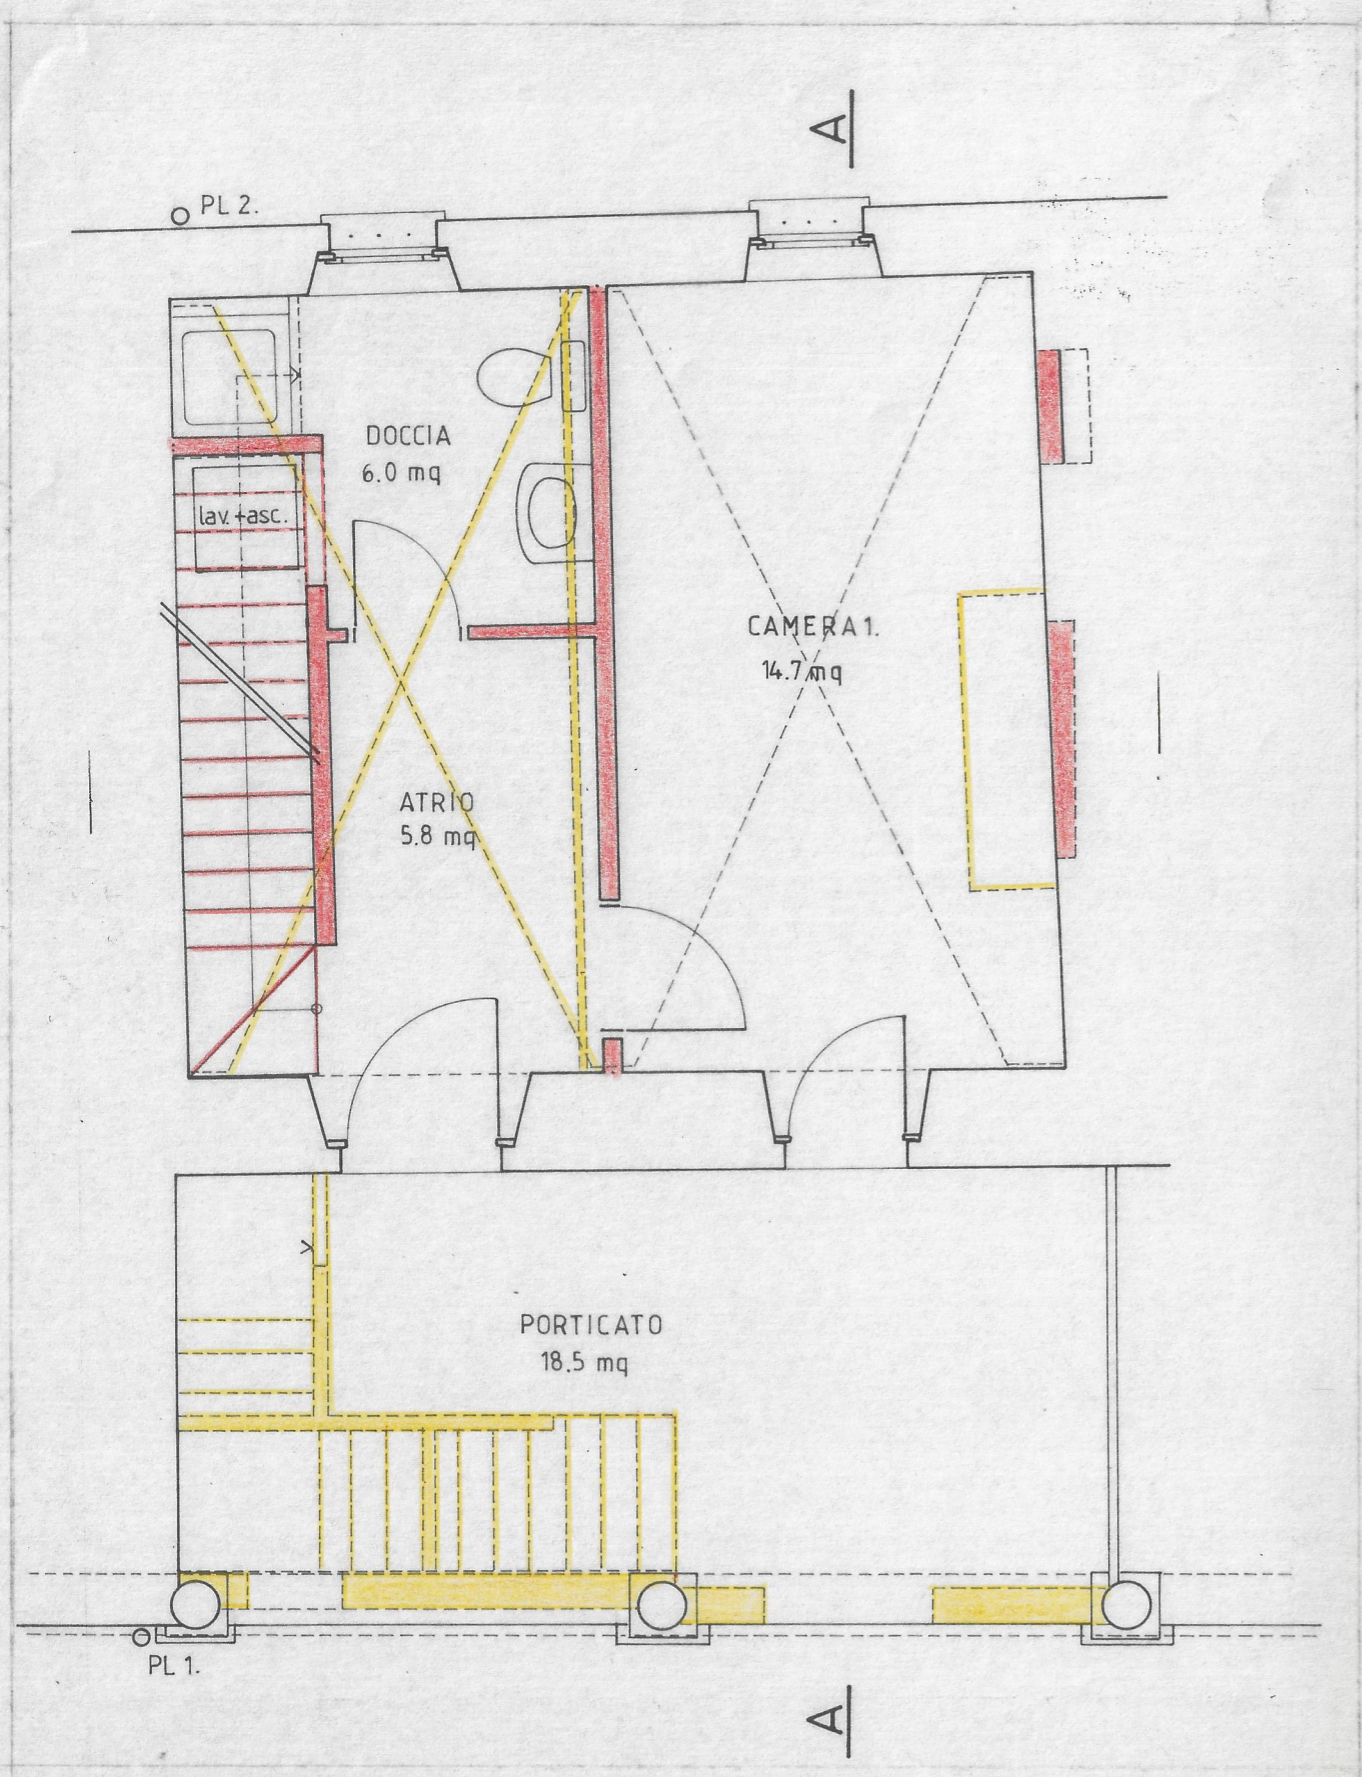 A
PL 2.
DOCCIA
6.0 mq
lav.+asc.
CAMERA 1.
14.7 mq
ATRIO
5.8 mq
PORTICATO
18.5 mq
PL 1.
A